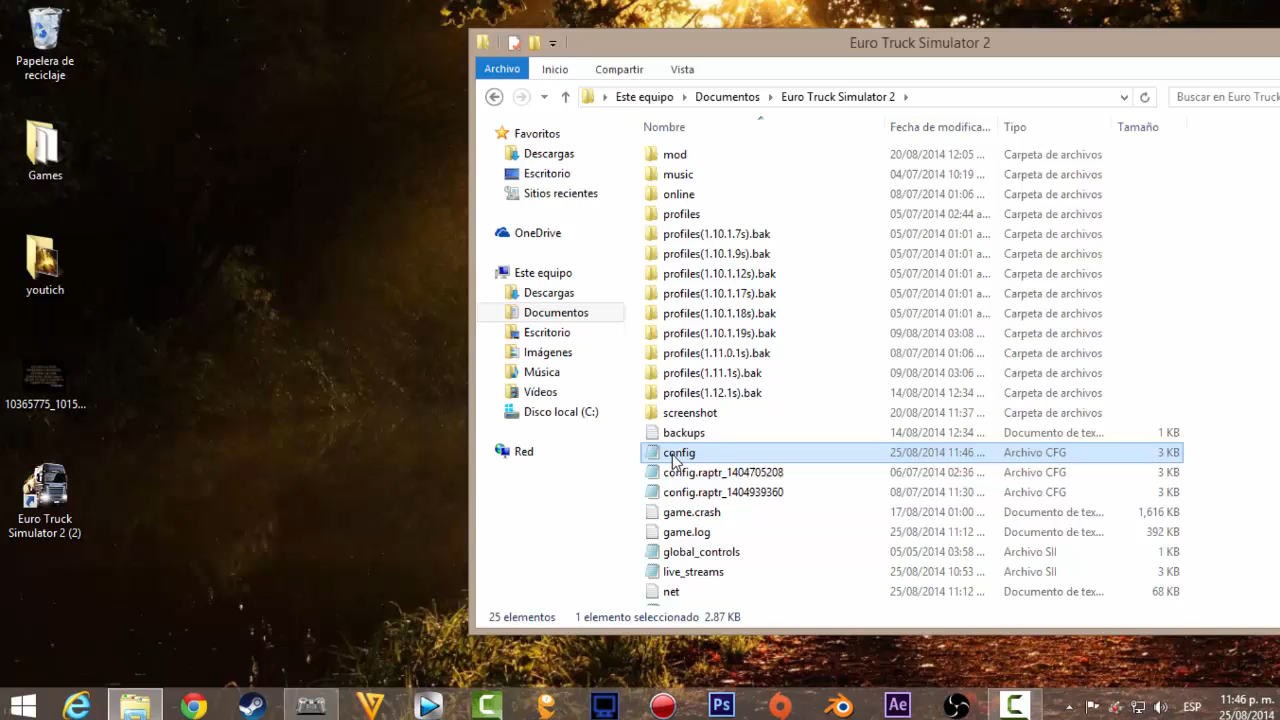 Papelera de
reciclaje
Games
youtich
10365775_1015...
Euro Truck
Simulator 2 (2)
Euro Truck Simulator 2
Archivo Inicio Compartir Vista
Este equipo Documentos Euro Truck Simulator 2 Buscar en Euro Truck
Favoritos
Descargas
Escritorio
Sitios recientes
OneDrive
Este equipo
Descargas
Documentos
Escritorio
Imágenes
Música
Vídeos
Disco local (C:)
Red
Nombre Fecha de modifica... Tipo Tamaño
mod 20/08/2014 12:05 ... Carpeta de archivos
music 04/07/2014 10:19 ... Carpeta de archivos
online 08/07/2014 01:06 ... Carpeta de archivos
profiles 05/07/2014 02:44 a... Carpeta de archivos
profiles(1.10.1.7s).bak 05/07/2014 01:01 a... Carpeta de archivos
profiles(1.10.1.9s).bak 05/07/2014 01:01 a... Carpeta de archivos
profiles(1.10.1.12s).bak 05/07/2014 01:01 a... Carpeta de archivos
profiles(1.10.1.17s).bak 05/07/2014 01:01 a... Carpeta de archivos
profiles(1.10.1.18s).bak 05/07/2014 01:01 a... Carpeta de archivos
profiles(1.10.1.19s).bak 09/08/2014 03:08 ... Carpeta de archivos
profiles(1.11.0.1s).bak 08/07/2014 01:06 ... Carpeta de archivos
profiles(1.11.1s).bak 09/08/2014 03:06 ... Carpeta de archivos
profiles(1.12.1s).bak 14/08/2014 12:34 ... Carpeta de archivos
screenshot 20/08/2014 11:37 ... Carpeta de archivos
backups 14/08/2014 12:34 ... Documento de tex... 1 KB
config 25/08/2014 11:46 ... Archivo CFG 3 KB
config.raptr_1404705208 06/07/2014 02:36 ... Archivo CFG 3 KB
config.raptr_1404939360 08/07/2014 11:30 ... Archivo CFG 3 KB
game.crash 17/08/2014 01:00 ... Documento de tex... 1,616 KB
game.log 25/08/2014 11:12 ... Documento de tex... 392 KB
global_controls 05/05/2014 03:58 ... Archivo SII 1 KB
live_streams 25/08/2014 10:53 ... Archivo SII 3 KB
net 25/08/2014 11:12 ... Documento de tex... 68 KB
25 elementos 1 elemento seleccionado 2.87 KB
Ps Ae ESP
11:46 p. m.
25/08/2014